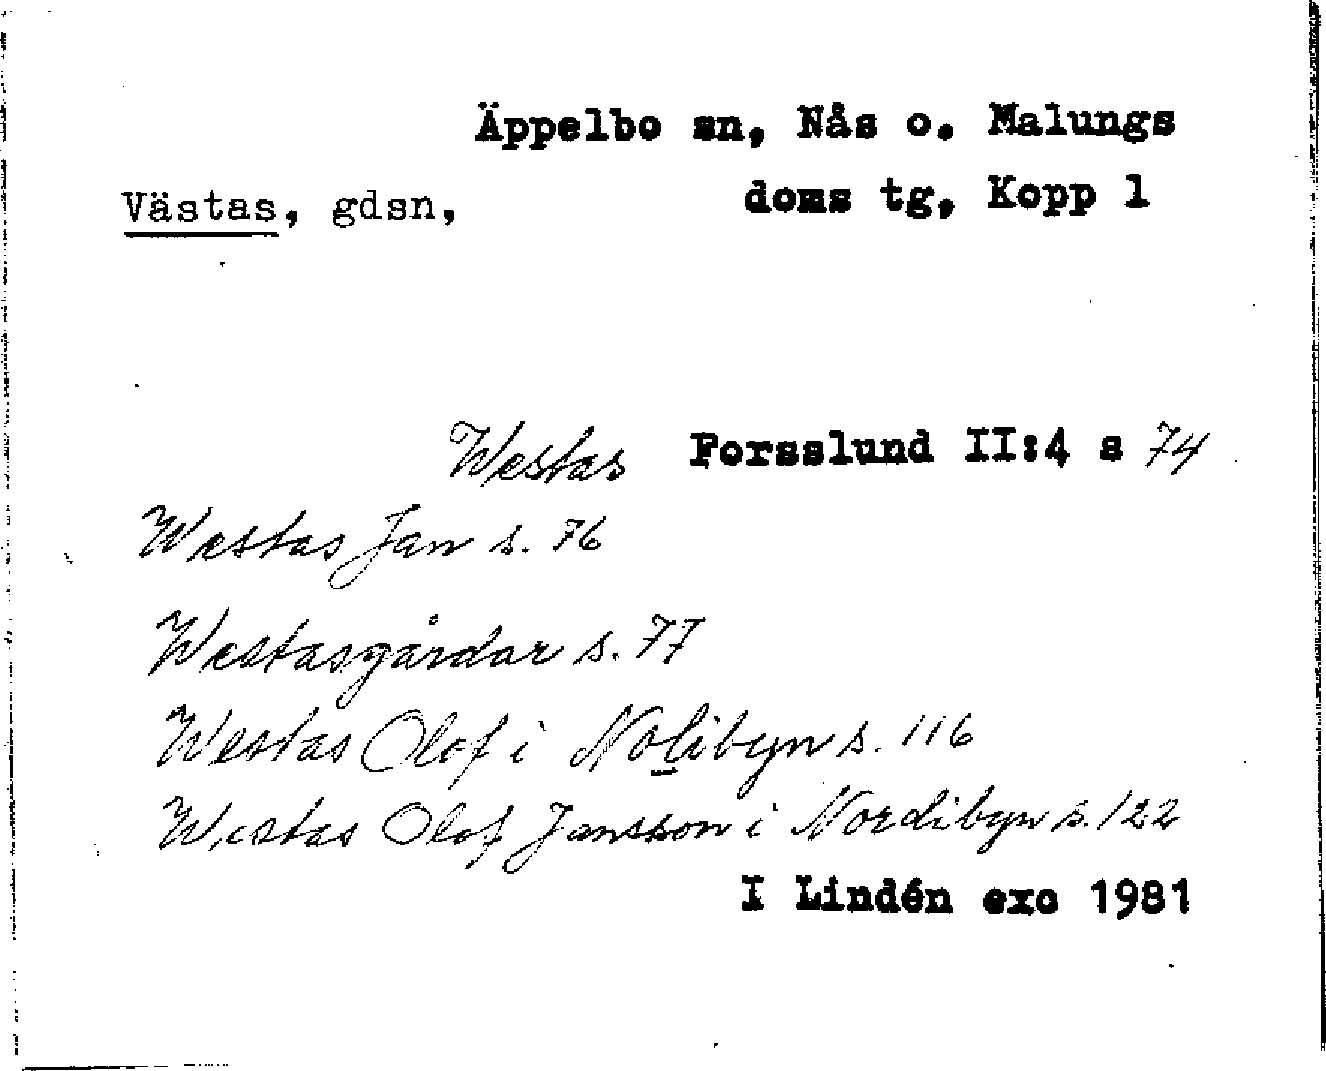 Äppelbo sn, Nås o. Malungs
Västas, gdsn, doms tg, Kopp l
Westas Forsslund II:4 s 74
Westas Jan s. 76
Westasgårdar s. 77
Westas Olof i Nolibyn s. 116
Westas Olof Jansson i Nordibyn s. 122
I Lindén exc 1981